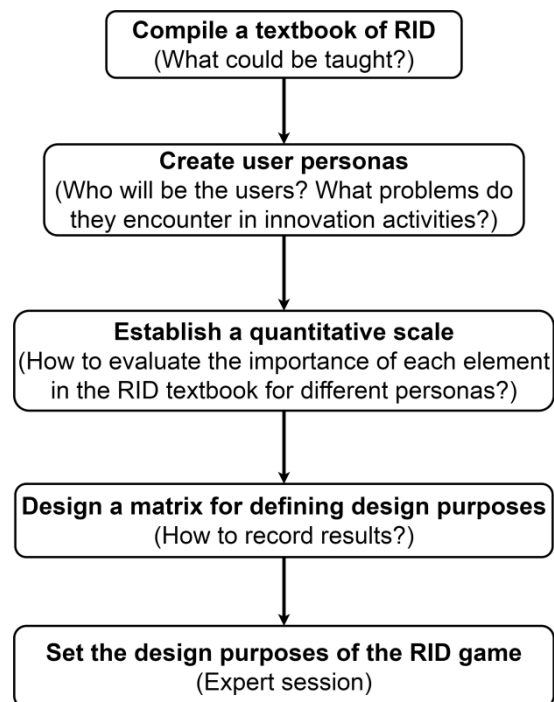 Compile a textbook of RID
(What could be taught?)
Create user personas
(Who will be the users? What problems do
they encounter in innovation activities?)
Establish a quantitative scale
(How to evaluate the importance of each element
in the RID textbook for different personas?)
Design a matrix for defining design purposes
(How to record results?)
Set the design purposes of the RID game
(Expert session)